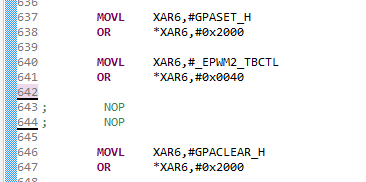 636
637 MOVL XAR6,#GPASET_H
638 OR *XAR6,#0x2000
639
640 MOVL XAR6,#_EPWM2_TBCTL
641 OR *XAR6,#0x0040
642
643 ; NOP
644 ; NOP
645
646 MOVL XAR6,#GPACLEAR_H
647 OR *XAR6,#0x2000
648